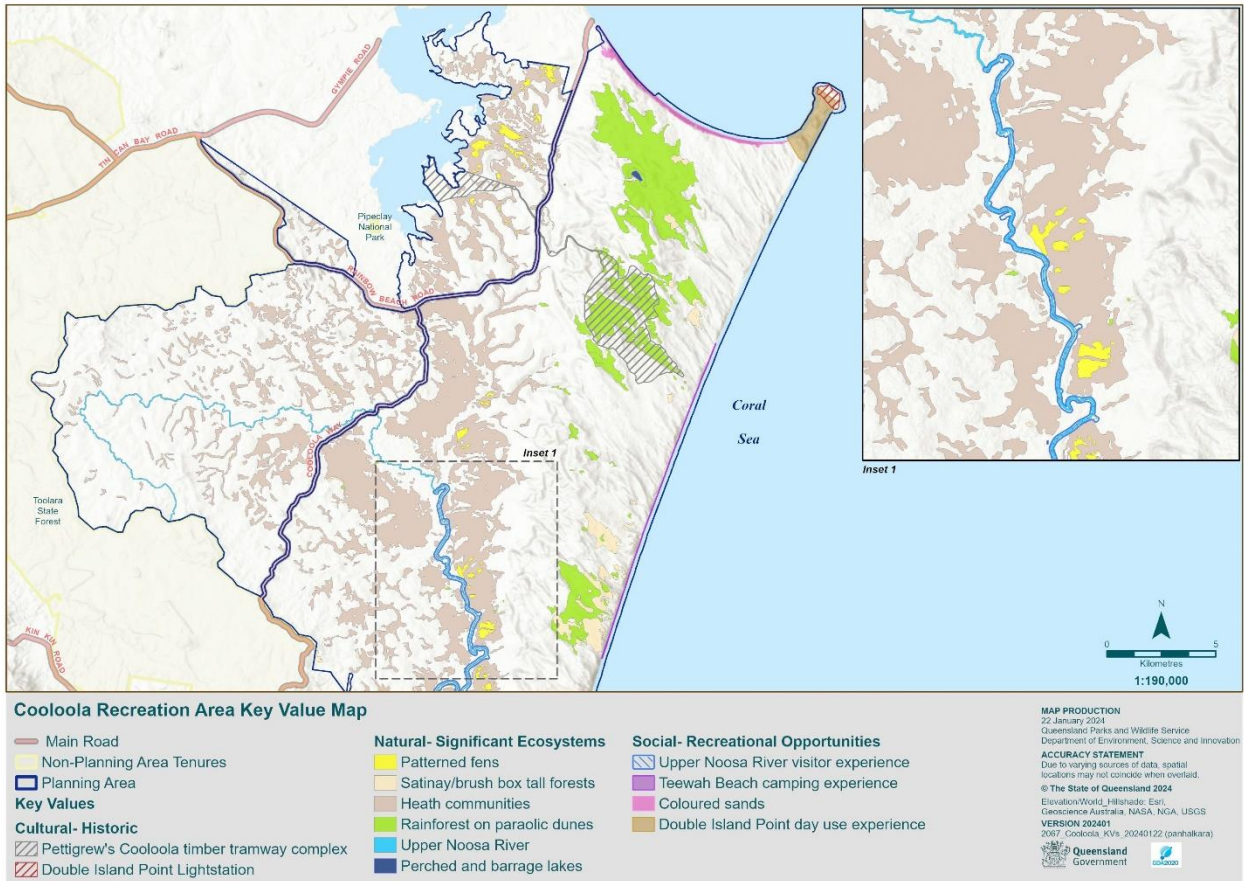 GYMPIE ROAD
TIN CAN BAY ROAD
Pipeclay
National
Park
RAINBOW BEACH ROAD
COOLOOLA WAY
Inset 1
Toolara
State
Forest
KIN KIN ROAD
Coral
Sea
Inset 1
N
0 5
Kilometres
1:190,000
Cooloola Recreation Area Key Value Map
Main Road
Non-Planning Area Tenures
Planning Area
Key Values
Cultural- Historic
Pettigrew's Cooloola timber tramway complex
Double Island Point Lightstation
Natural- Significant Ecosystems
Patterned fens
Satinay/brush box tall forests
Heath communities
Rainforest on paraolic dunes
Upper Noosa River
Perched and barrage lakes
Social- Recreational Opportunities
Upper Noosa River visitor experience
Teewah Beach camping experience
Coloured sands
Double Island Point day use experience
MAP PRODUCTION
22 January 2024
Queensland Parks and Wildlife Service
Department of Environment, Science and Innovation
ACCURACY STATEMENT
Due to varying sources of data, spatial
locations may not coincide when overlaid.
© The State of Queensland 2024
Elevation/World_Hillshade: Esri,
Geoscience Australia, NASA, NGA, USGS
VERSION 202401
2067_Cooloola_KVs_20240122 (panhalkara)
Queensland
Government
GDA2020